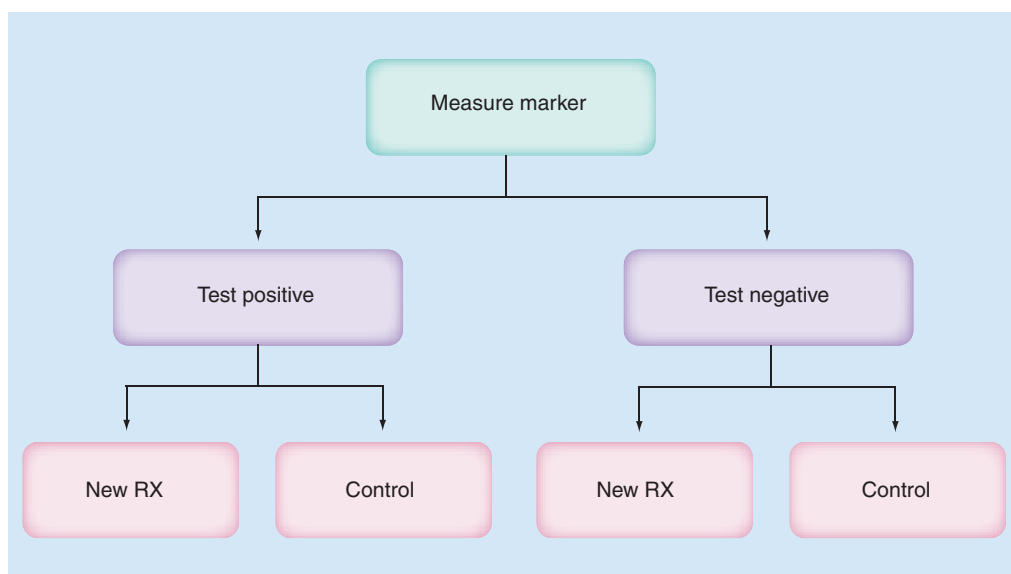 Measure marker
Test positive
Test negative
New RX
Control
New RX
Control